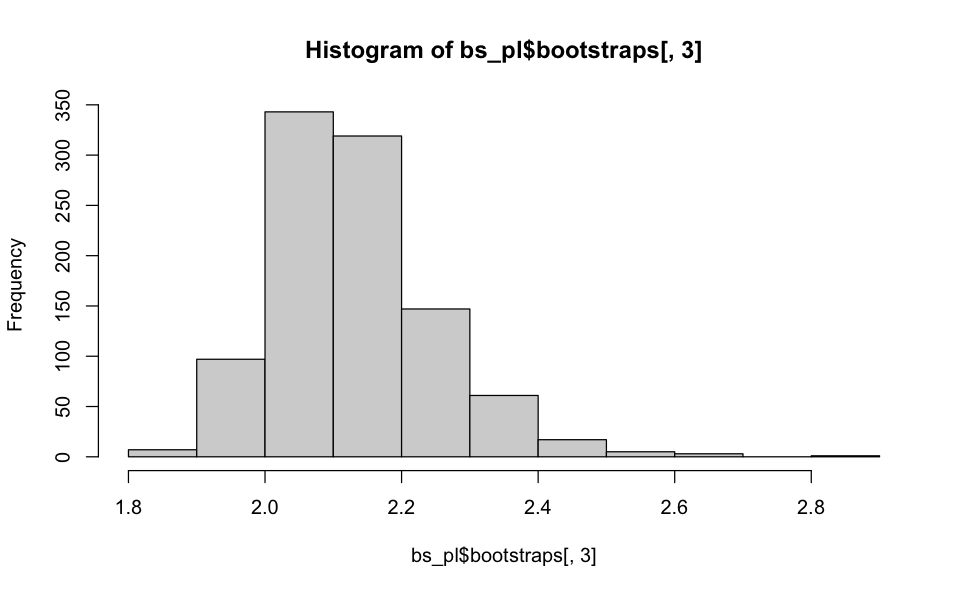 Histogram of bs_pl$bootstraps[, 3]
Frequency
350
300
250
200
150
100
50
0
1.8 2.0 2.2 2.4 2.6 2.8
bs_pl$bootstraps[, 3]